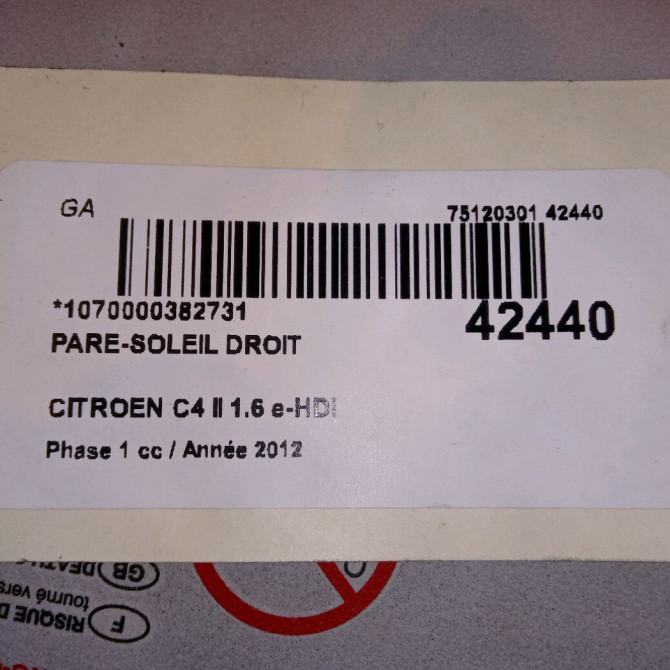 GA
75120301 42440
*1070000382731
42440
PARE-SOLEIL DROIT
CITROEN C4 II 1.6 e-HDI
Phase 1 cc / Année 2012
GB
F RISQUE D
tourné vers